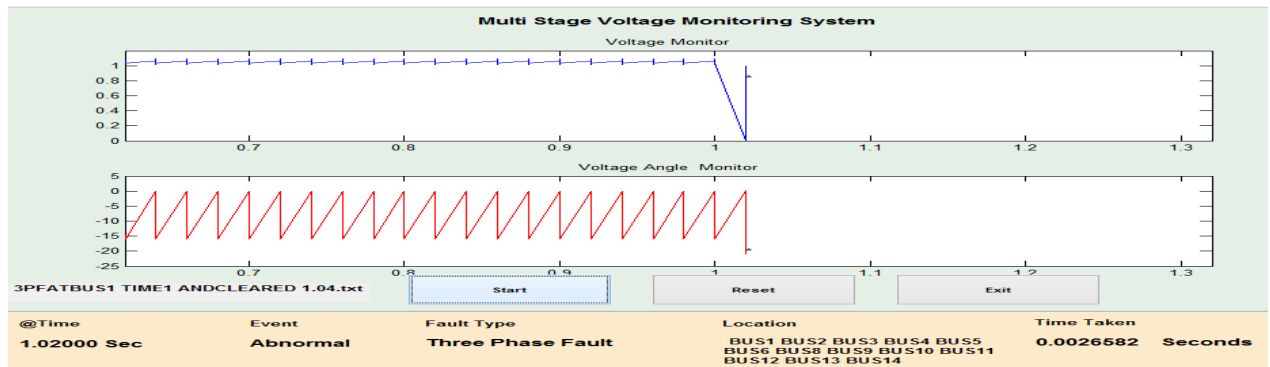 Multi Stage Voltage Monitoring System
Voltage Monitor
1
0.8
0.6
0.4
0.2
0
0.7 0.8 0.9 1 1.1 1.2 1.3
Voltage Angle Monitor
5
0
-5
-10
-15
-20
-25
0.7 0.8 0.9 1 1.1 1.2 1.3
3PFATBUS1 TIME1 ANDCLEARED 1.04.txt Start Reset Exit
@Time Event Fault Type Location Time Taken
1.02000 Sec Abnormal Three Phase Fault BUS1 BUS2 BUS3 BUS4 BUS5 0.0026582 Seconds
BUS6 BUS8 BUS9 BUS10 BUS11
BUS12 BUS13 BUS14